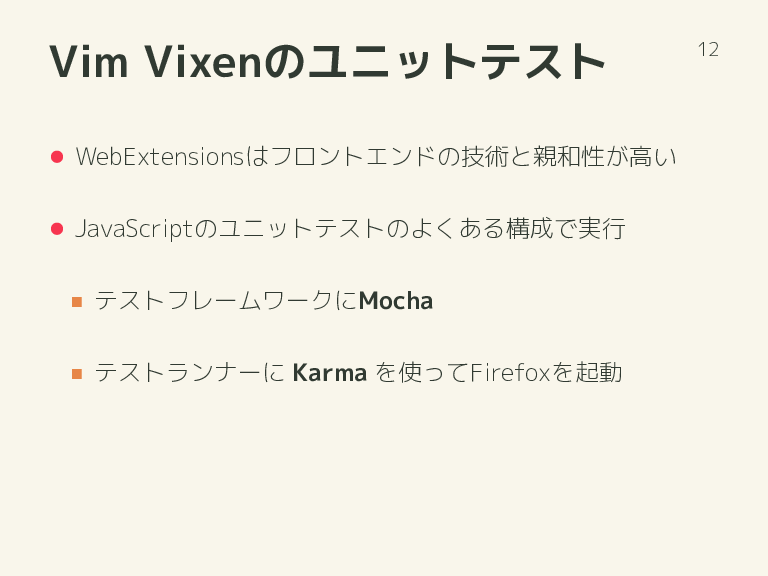 Vim Vixenのユニットテスト
12
WebExtensionsはフロントエンドの技術と親和性が高い
JavaScriptのユニットテストのよくある構成で実行
テストフレームワークにMocha
テストランナーに Karma を使ってFirefoxを起動